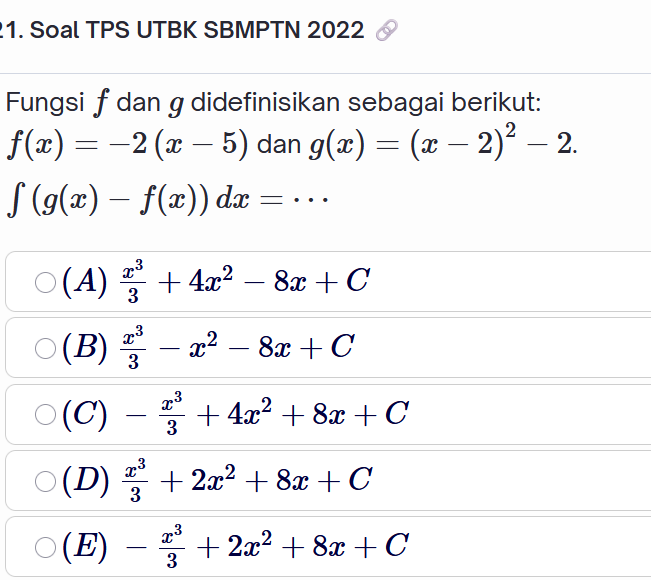 21. Soal TPS UTBK SBMPTN 2022
Fungsi f dan g didefinisikan sebagai berikut:
f(x) = −2 (x − 5) dan g(x) = (x − 2)² − 2.
∫ (g(x) − f(x)) dx = ⋯
(A) x³/3 + 4x² − 8x + C
(B) x³/3 − x² − 8x + C
(C) − x³/3 + 4x² + 8x + C
(D) x³/3 + 2x² + 8x + C
(E) − x³/3 + 2x² + 8x + C